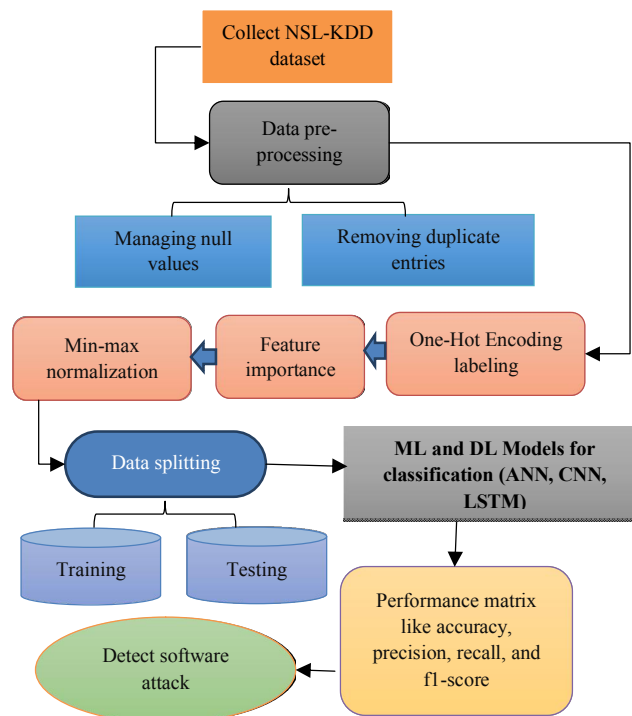 Collect NSL-KDD
dataset
Data pre-
processing
Managing null
values
Removing duplicate
entries
Min-max
normalization
Feature
importance
One-Hot Encoding
labeling
Data splitting
ML and DL Models for
classification (ANN, CNN,
LSTM)
Training
Testing
Performance matrix
like accuracy,
precision, recall, and
f1-score
Detect software
attack